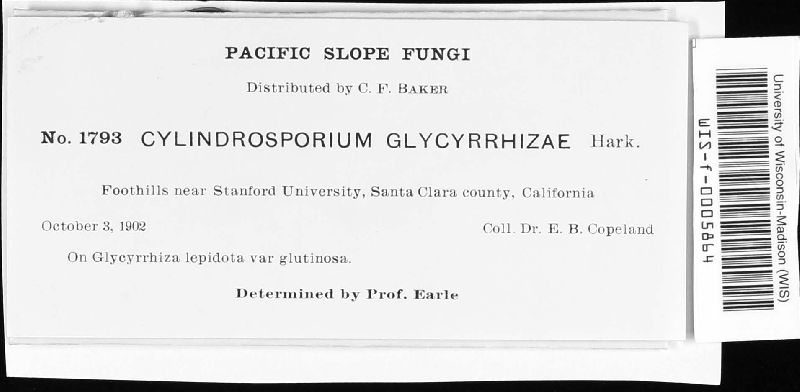 PACIFIC SLOPE FUNGI
Distributed by C. F. BAKER
No. 1793 CYLINDROSPORIUM GLYCYRRHIZAE Hark.
Foothills near Stanford University, Santa Clara county, California
October 3, 1902 Coll. Dr. E. B. Copeland
On Glycyrrhiza lepidota var glutinosa.
Determined by Prof. Earle
University of Wisconsin-Madison (WIS)
WIS-f-0005864